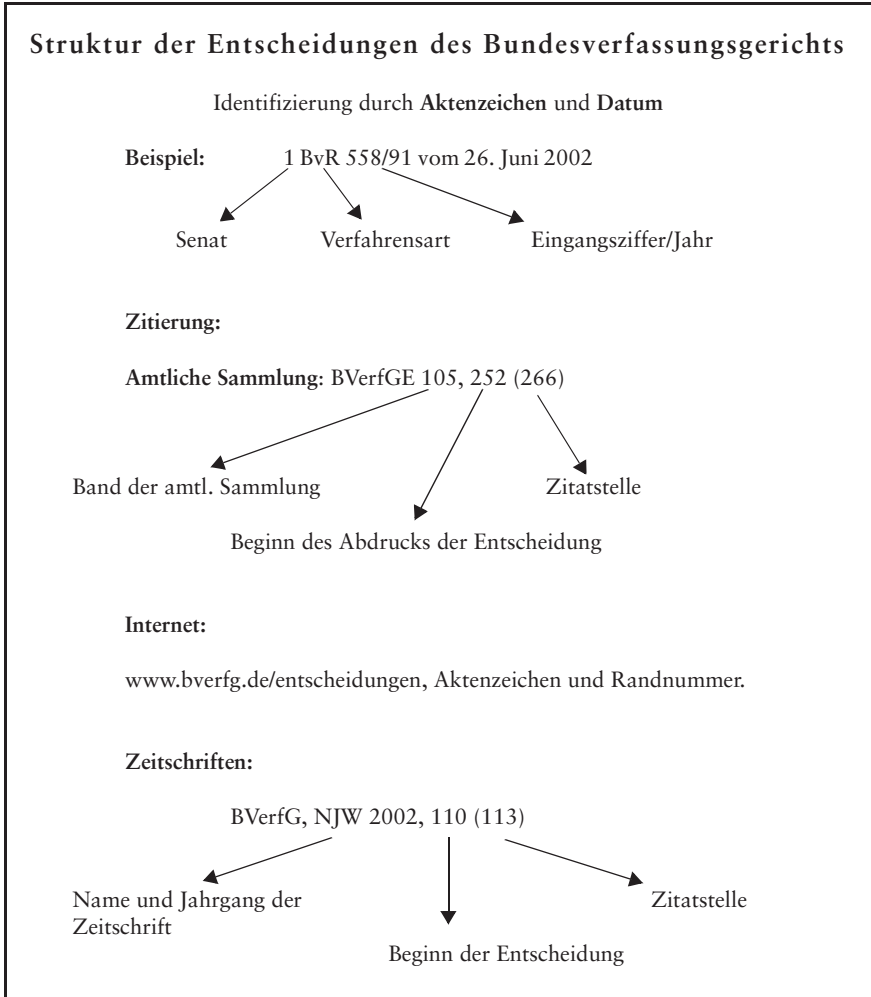 Struktur der Entscheidungen des Bundesverfassungsgerichts
Identifizierung durch Aktenzeichen und Datum
Beispiel: 1 BvR 558/91 vom 26. Juni 2002
Senat Verfahrensart Eingangsziffer/Jahr
Zitierung:
Amtliche Sammlung: BVerfGE 105, 252 (266)
Band der amtl. Sammlung Zitatstelle
Beginn des Abdrucks der Entscheidung
Internet:
www.bverfg.de/entscheidungen, Aktenzeichen und Randnummer.
Zeitschriften:
BVerfG, NJW 2002, 110 (113)
Name und Jahrgang der Zitatstelle
Zeitschrift
Beginn der Entscheidung